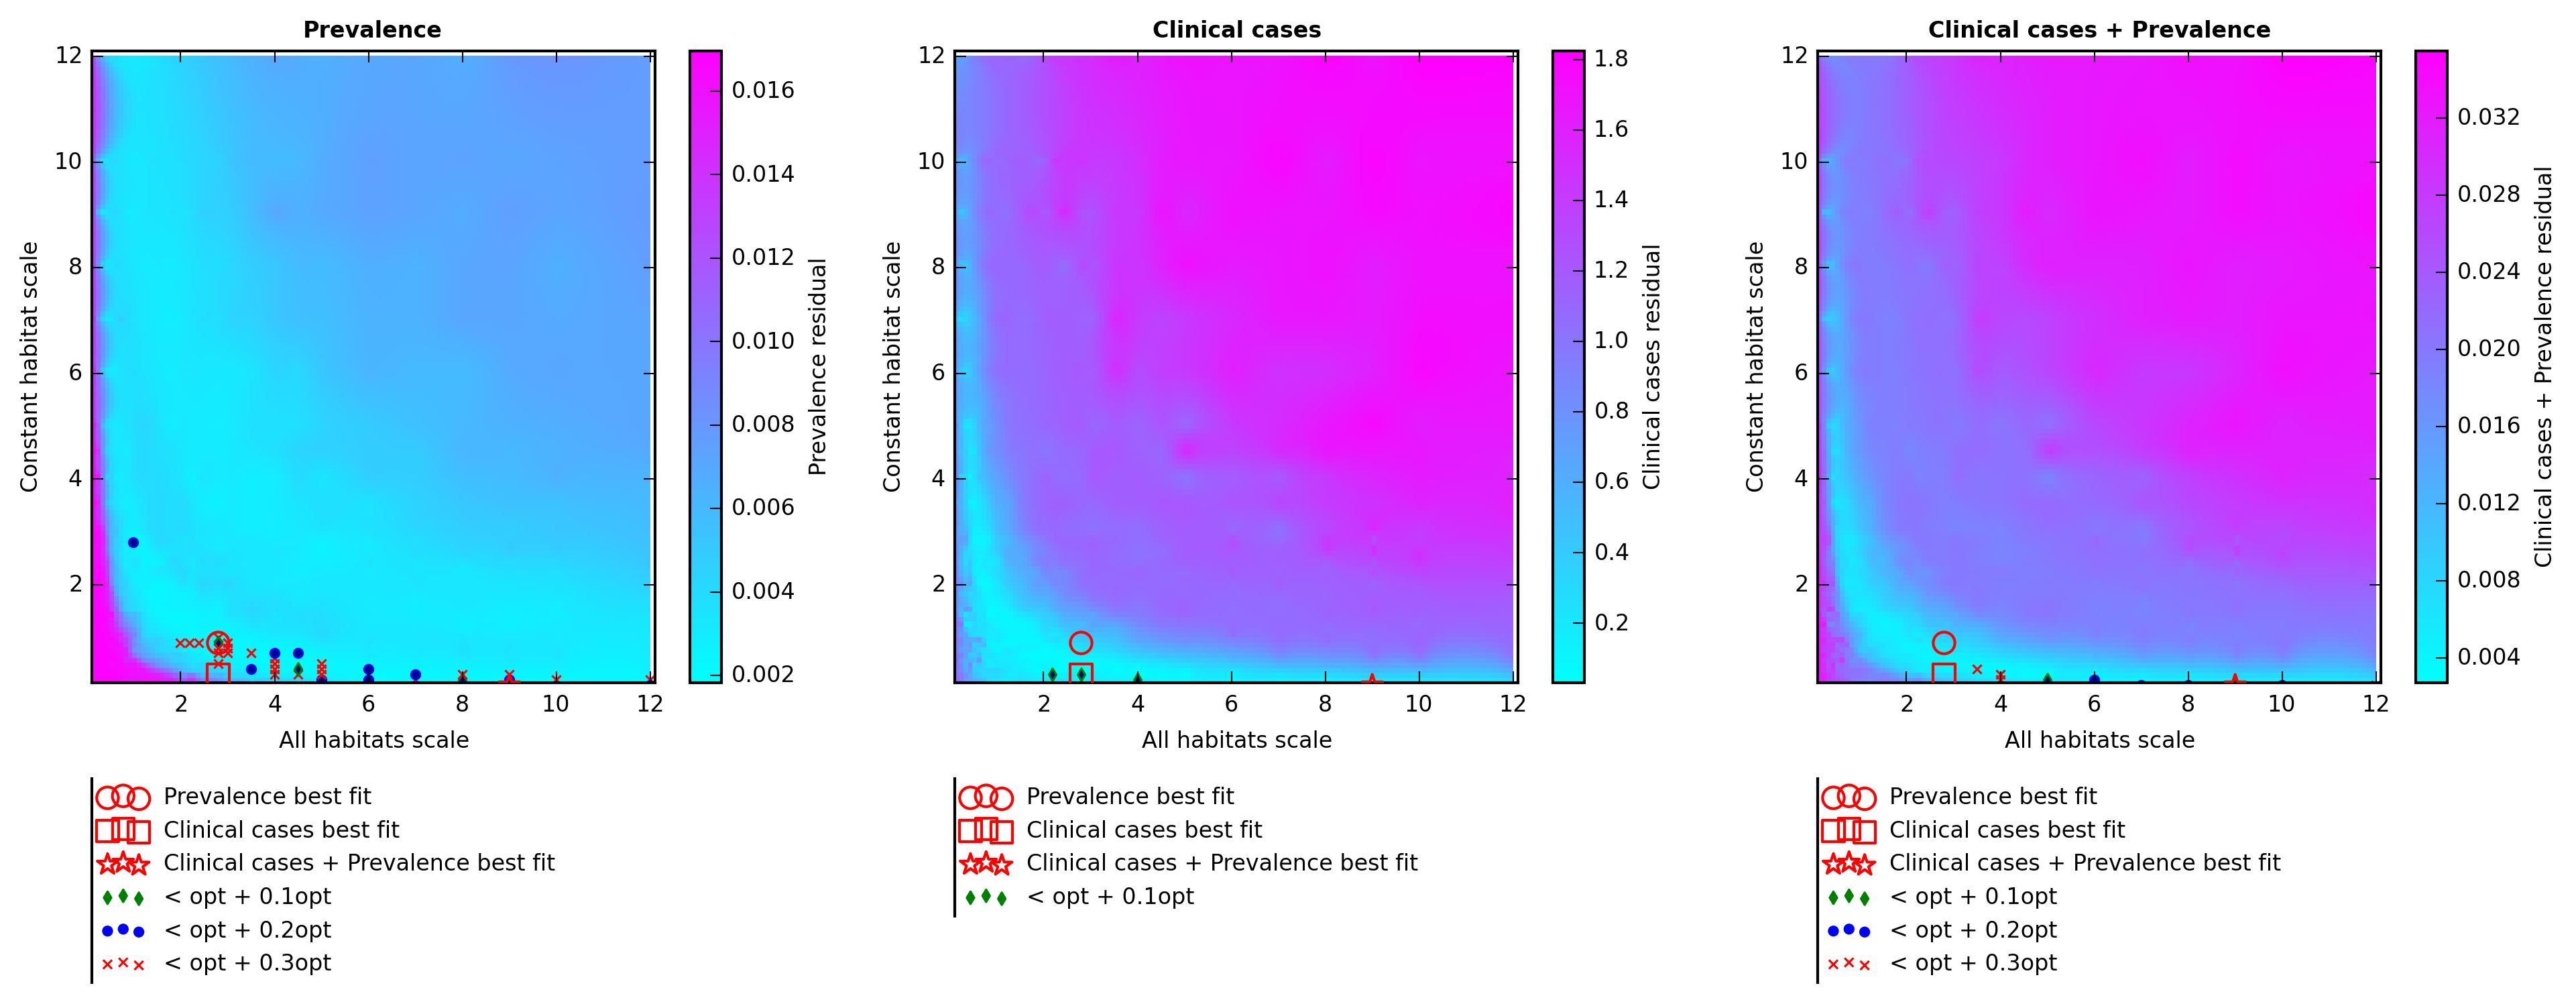 Prevalence
12
10
8
6
4
2
2 4 6 8 10 12
Constant habitat scale
All habitats scale
0.016
0.014
0.012
0.010
0.008
0.006
0.004
0.002
Prevalence residual
Prevalence best fit
Clinical cases best fit
Clinical cases + Prevalence best fit
< opt + 0.1opt
< opt + 0.2opt
< opt + 0.3opt
Clinical cases
12
10
8
6
4
2
2 4 6 8 10 12
Constant habitat scale
All habitats scale
1.8
1.6
1.4
1.2
1.0
0.8
0.6
0.4
0.2
Clinical cases residual
Prevalence best fit
Clinical cases best fit
Clinical cases + Prevalence best fit
< opt + 0.1opt
Clinical cases + Prevalence
12
10
8
6
4
2
2 4 6 8 10 12
Constant habitat scale
All habitats scale
0.032
0.028
0.024
0.020
0.016
0.012
0.008
0.004
Clinical cases + Prevalence residual
Prevalence best fit
Clinical cases best fit
Clinical cases + Prevalence best fit
< opt + 0.1opt
< opt + 0.2opt
< opt + 0.3opt